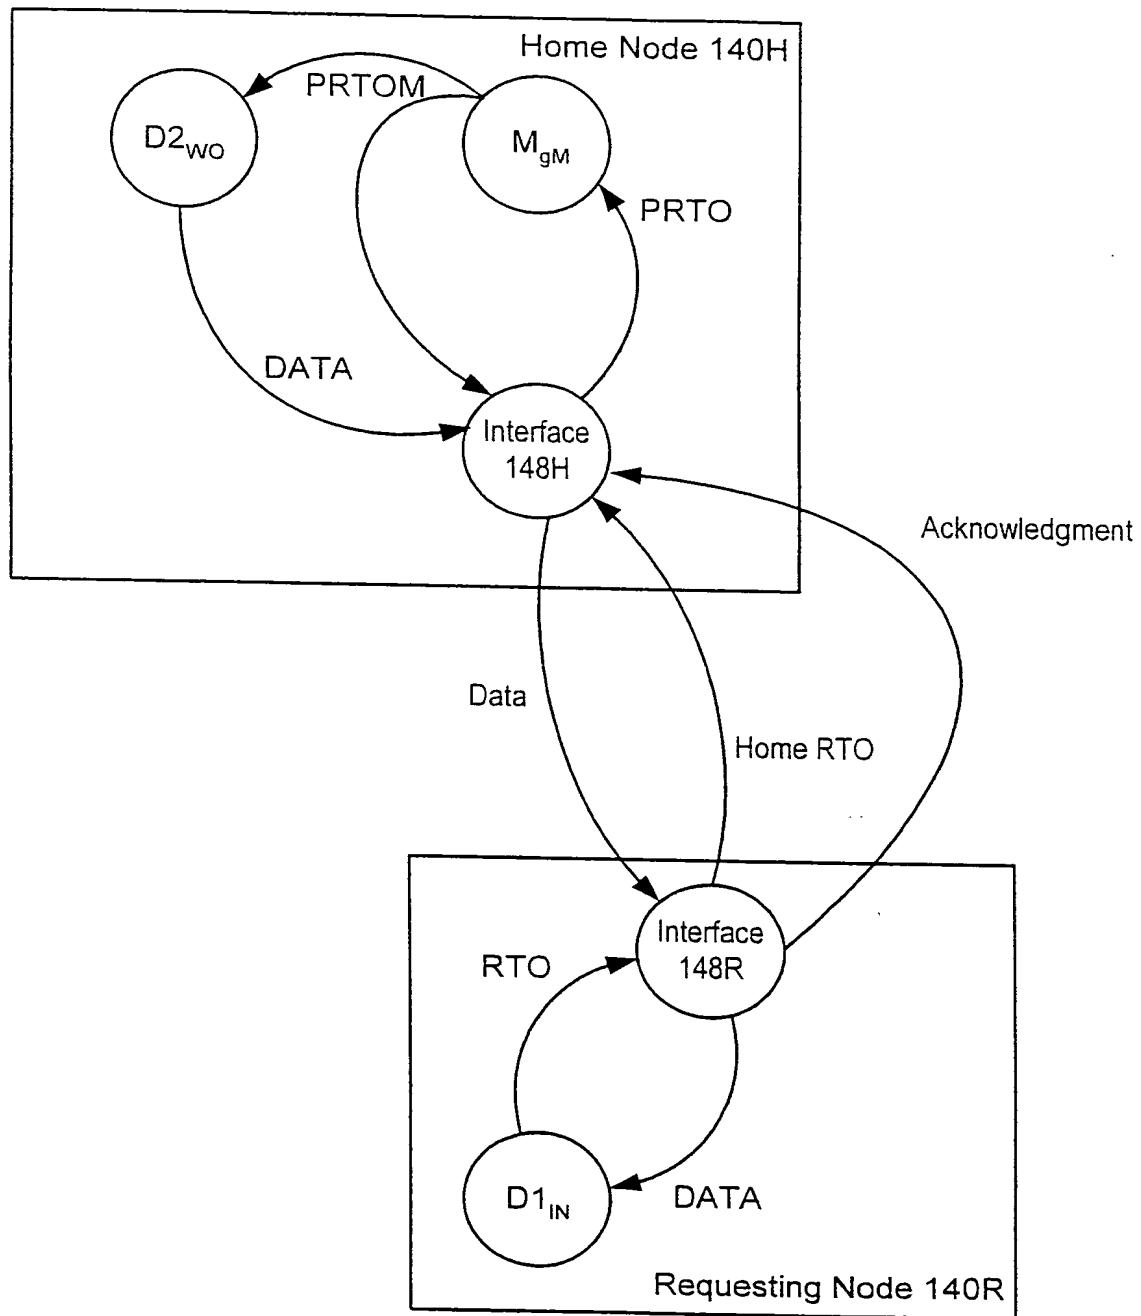 Home Node 140H
PRTOM
D2WO
MgM
PRTO
DATA
Interface
148H
Acknowledgment
Data
Home RTO
Interface
148R
RTO
D1IN
DATA
Requesting Node 140R